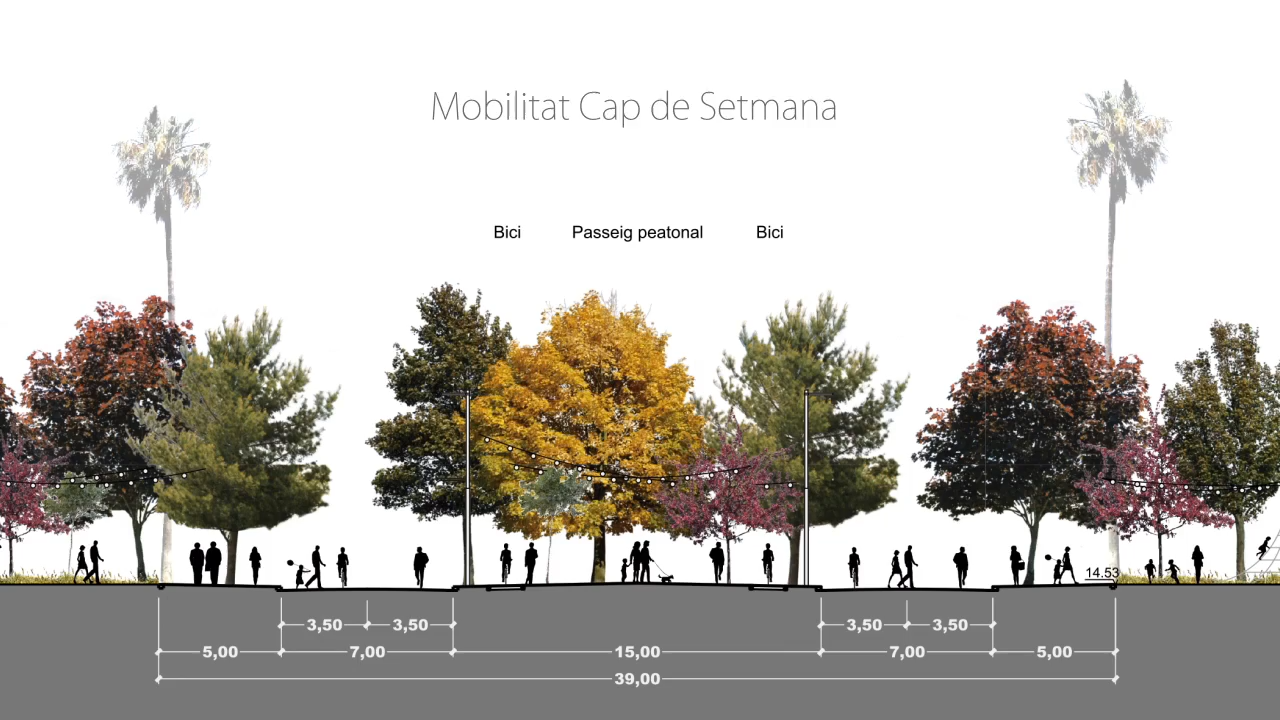 Mobilitat Cap de Setmana
Bici Passeig peatonal Bici
14.53
3,50 3,50 3,50 3,50
5,00 7,00 15,00 7,00 5,00
39,00